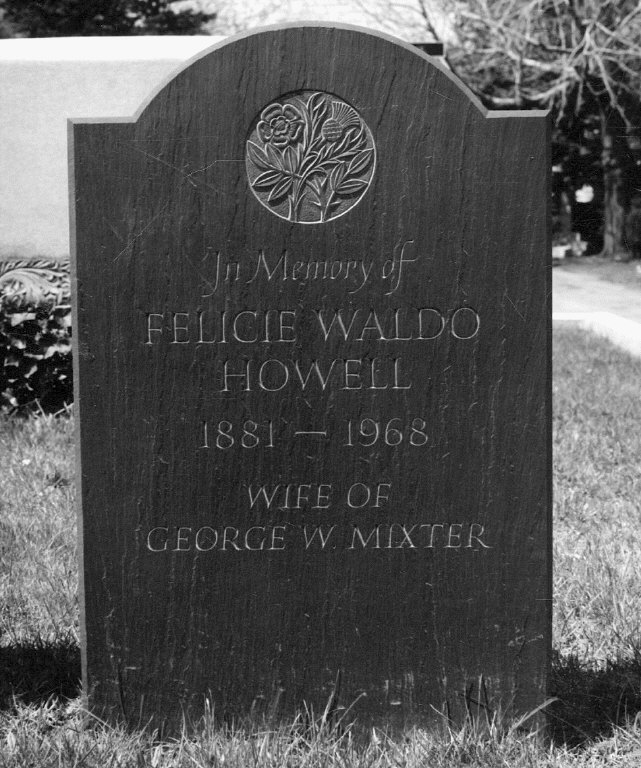 In Memory of
FELICIE WALDO
HOWELL
1881 — 1968
WIFE OF
GEORGE W. MIXTER